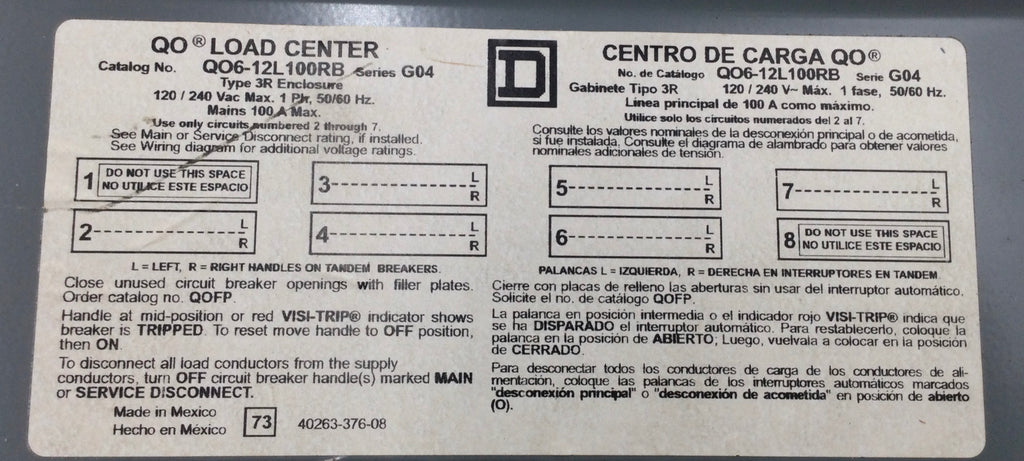 QO® LOAD CENTER
Catalog No. QO6-12L100RB Series G04
Type 3R Enclosure
120 / 240 Vac Max. 1 Ph, 50/60 Hz.
Mains 100 A Max.
Use only circuits numbered 2 through 7.
See Main or Service Disconnect rating, if installed.
See Wiring diagram for additional voltage ratings.
D
CENTRO DE CARGA QO®
No. de Catálogo QO6-12L100RB Serie G04
Gabinete Tipo 3R 120 / 240 V~ Máx. 1 fase, 50/60 Hz.
Línea principal de 100 A como máximo.
Utilice solo los circuitos numerados del 2 al 7.
Consulte los valores nominales de la desconexión principal o de acometida,
si fue instalada. Consulte el diagrama de alambrado para obtener valores
nominales adicionales de tensión.
1 DO NOT USE THIS SPACE
NO UTILICE ESTE ESPACIO
3 L
R
5 L
R
7 L
R
2 L
R
4 L
R
6 L
R
8 DO NOT USE THIS SPACE
NO UTILICE ESTE ESPACIO
L = LEFT, R = RIGHT HANDLES ON TANDEM BREAKERS.
Close unused circuit breaker openings with filler plates.
Order catalog no. QOFP.
Handle at mid-position or red VISI-TRIP® indicator shows
breaker is TRIPPED. To reset move handle to OFF position,
then ON.
To disconnect all load conductors from the supply
conductors, turn OFF circuit breaker handle(s) marked MAIN
or SERVICE DISCONNECT.
Made in Mexico
Hecho en México
73
40263-376-08
PALANCAS L = IZQUIERDA, R = DERECHA EN INTERRUPTORES EN TANDEM.
Cierre con placas de relleno las aberturas sin usar del interruptor automático.
Solicite el no. de catálogo QOFP.
La palanca en posición intermedia o el indicador rojo VISI-TRIP® indica que
se ha DISPARADO el interruptor automático. Para restablecerlo, coloque la
palanca en la posición de ABIERTO; Luego, vuelvala a colocar en la posición
de CERRADO.
Para desconectar todos los conductores de carga de los conductores de ali-
mentación, coloque las palancas de los interruptores automáticos marcados
"desconexión principal" o "desconexión de acometida" en posición de abierto
(O).